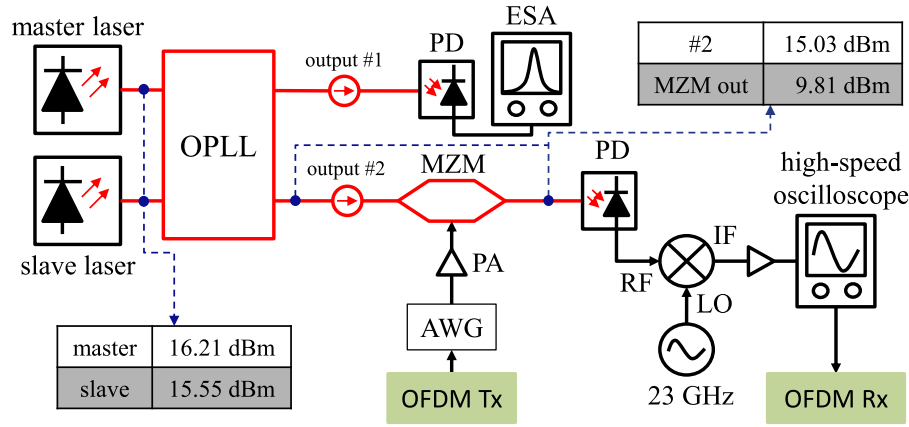 master laser
ESA
PD
output #1
#2 15.03 dBm
MZM out 9.81 dBm
OPLL
output #2
MZM
PD
high-speed
oscilloscope
slave laser
PA
RF
IF
LO
AWG
master 16.21 dBm
slave 15.55 dBm
OFDM Tx
23 GHz
OFDM Rx